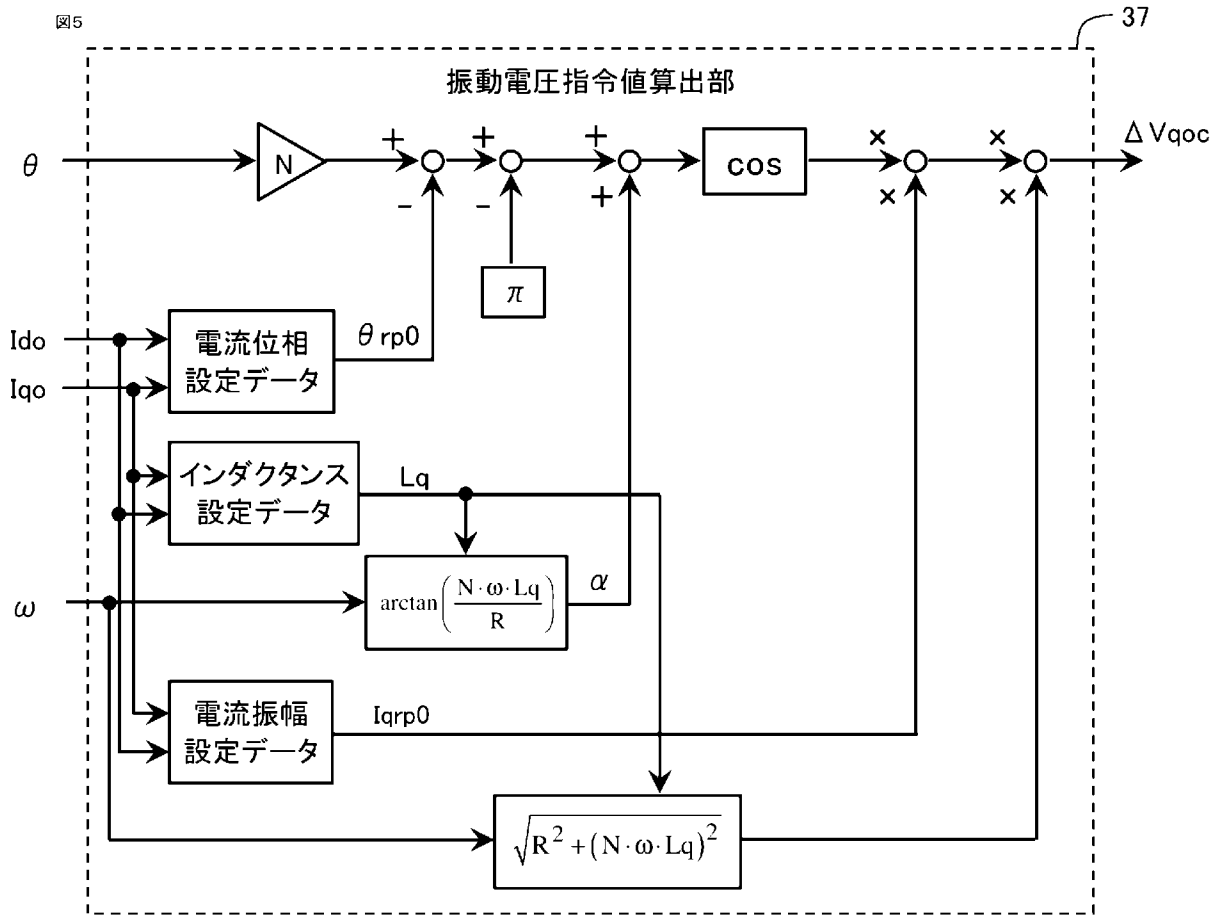 図5
37
振動電圧指令値算出部
θ
N
+
-
+
-
π
+
+
cos
×
×
×
×
ΔVqoc
Ido
Iqo
電流位相
設定データ
θrp0
インダクタンス
設定データ
Lq
ω
arctan(N·ω·Lq/R)
α
電流振幅
設定データ
Iqrp0
√(R² + (N·ω·Lq)²)